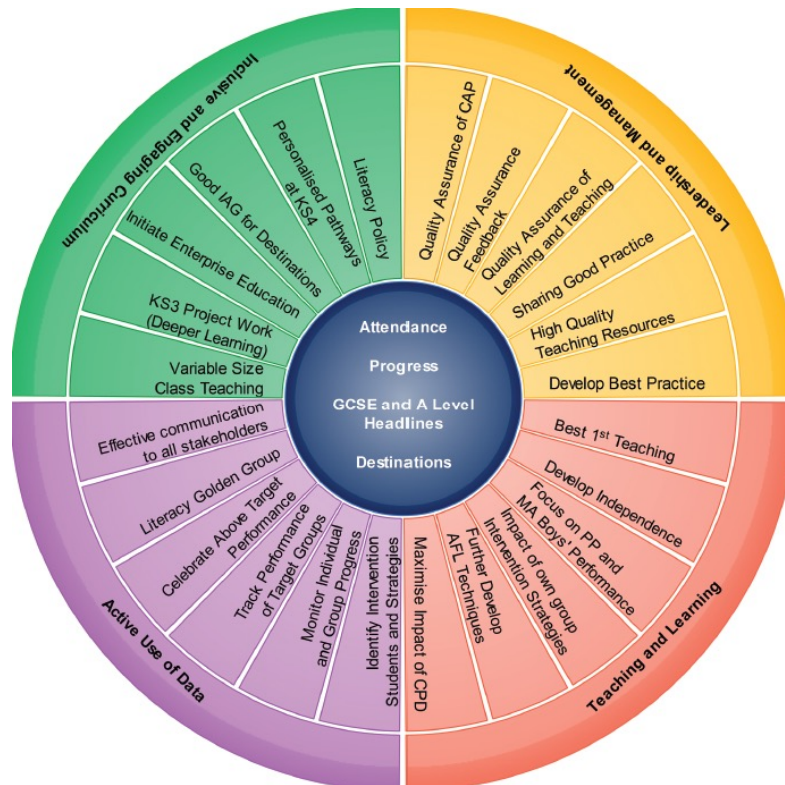 Inclusive and Engaging Curriculum
Variable Size
Class Teaching
KS3 Project Work
(Deeper Learning)
Initiate Enterprise Education
Good IAG for Destinations
Personalised Pathways
at KS4
Literacy Policy
Leadership and Management
Quality Assurance of CAP
Quality Assurance
Feedback
Quality Assurance of
Learning and Teaching
Sharing Good Practice
High Quality
Teaching Resources
Develop Best Practice
Attendance
Progress
GCSE and A Level
Headlines
Destinations
Teaching and Learning
Best 1st Teaching
Develop Independence
Focus on PP and
MA Boys' Performance
Impact of own group
Intervention Strategies
Further Develop
AFL Techniques
Maximise Impact of CPD
Active Use of Data
Identify Intervention
Students and Strategies
Monitor Individual
and Group Progress
Track Performance
of Target Groups
Celebrate Above Target
Performance
Literacy Golden Group
Effective communication
to all stakeholders